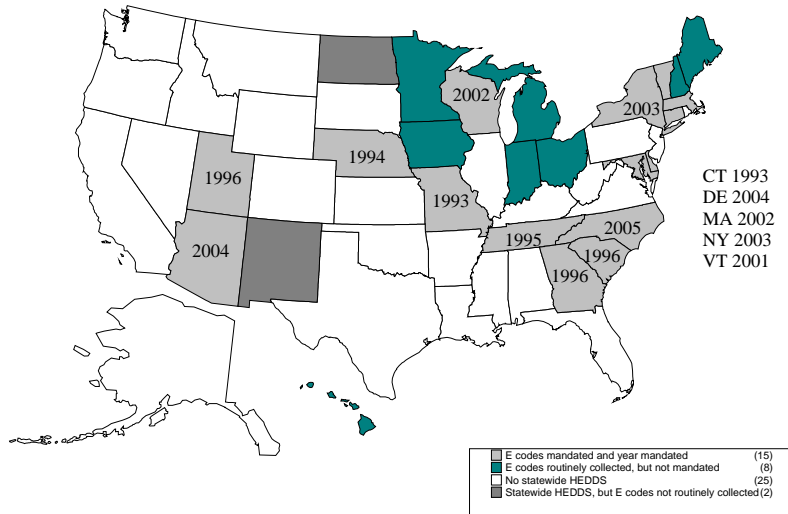 2002
2003
1994
CT 1993
1996
DE 2004
1993
MA 2002
2005
NY 2003
1995
2004
1996
VT 2001
1996
E codes mandated and year mandated (15)
E codes routinely collected, but not mandated (8)
No statewide HEDDS (25)
Statewide HEDDS, but E codes not routinely collected (2)